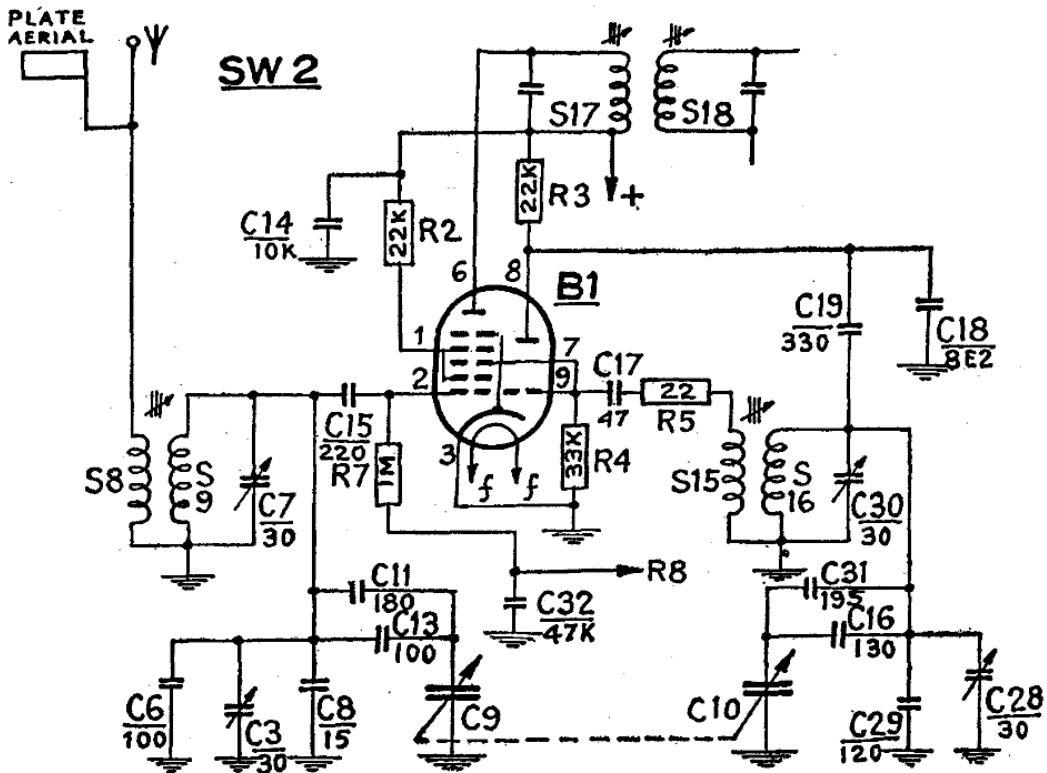 PLATE
AERIAL
SW2
S17
S18
+
22K
R3
C14
10K
22K
R2
6
8
B1
1
7
2
9
3
C19
330
C18
8E2
C17
47
22
R5
C15
220
R7
1M
f
f
33K
R4
S8
S
9
C7
30
S15
S
16
C30
30
C11
180
R8
C31
195
C13
100
C32
47K
C16
130
C6
100
C3
30
C8
15
C9
C10
C29
120
C28
30